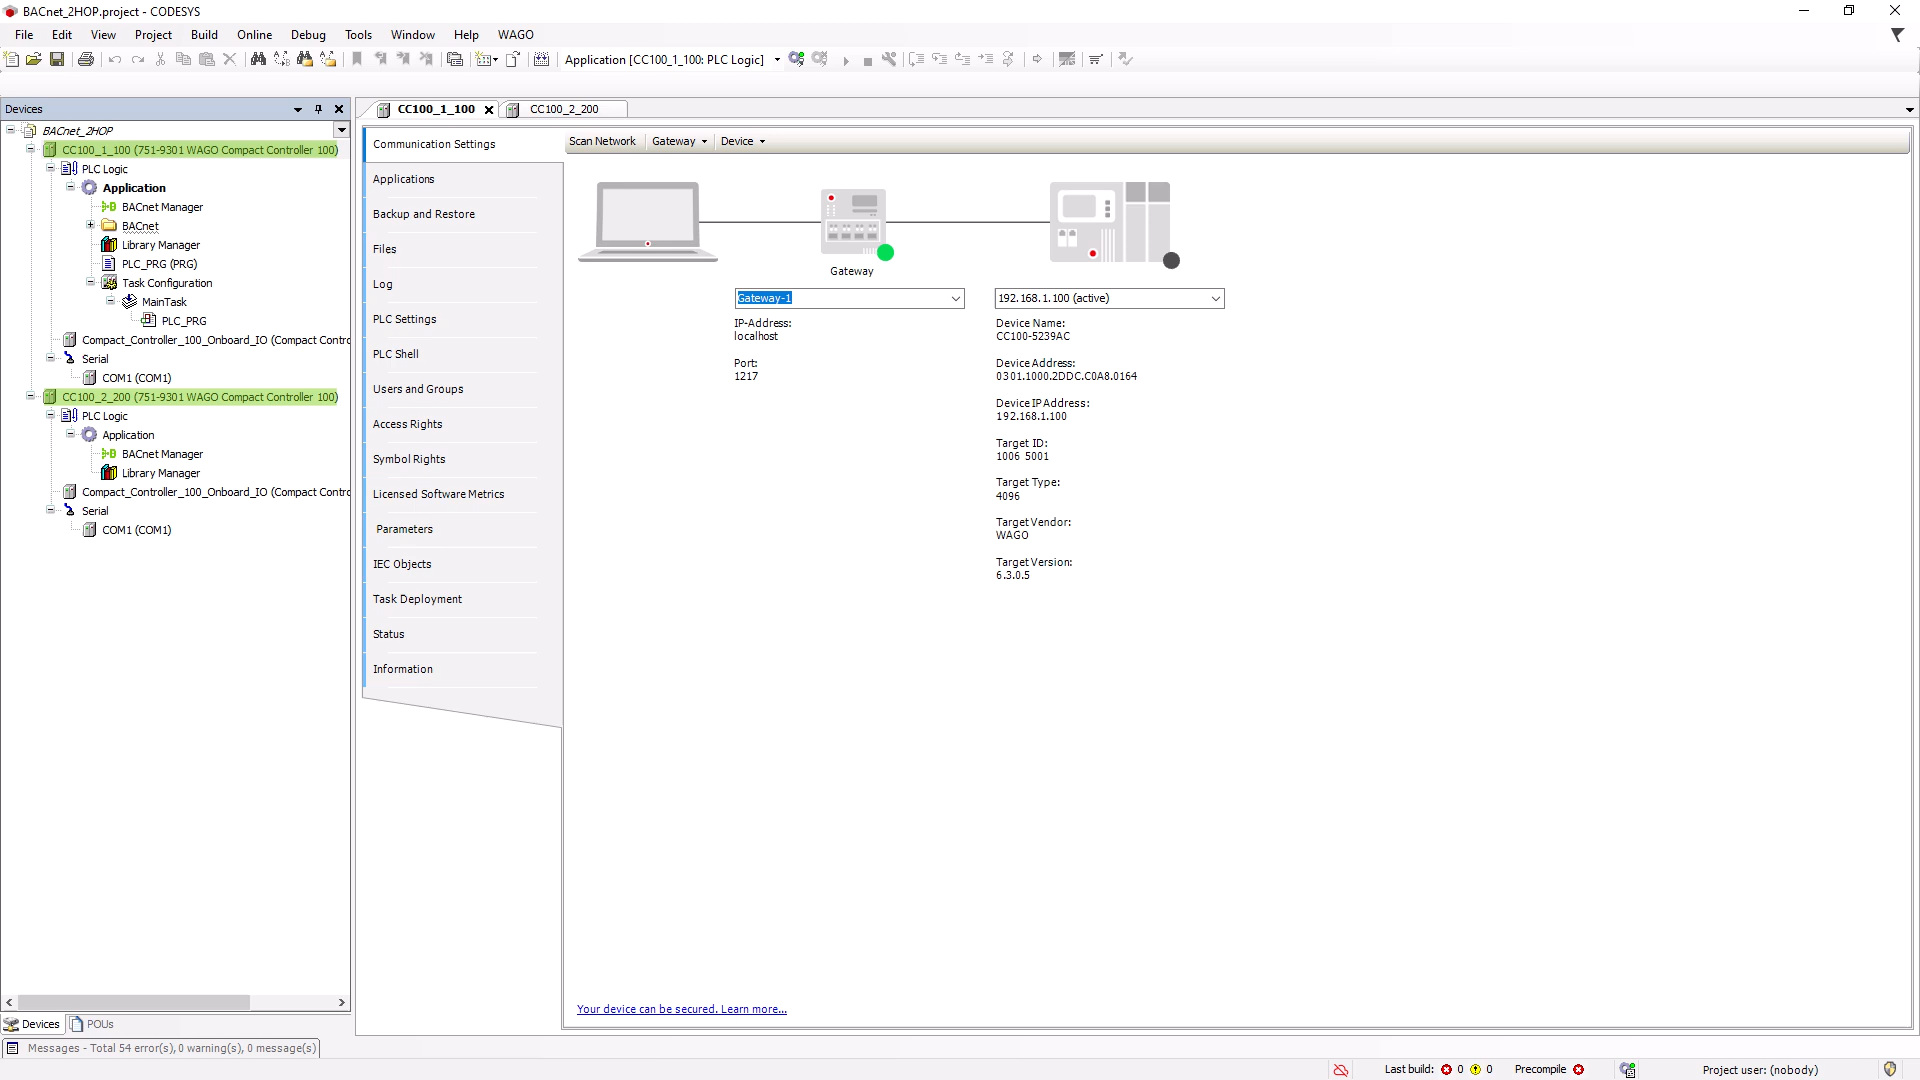 BACnet_2HOP.project - CODESYS
File Edit View Project Build Online Debug Tools Window Help WAGO
Application [CC100_1_100: PLC Logic]
Devices
BACnet_2HOP
CC100_1_100 (751-9301 WAGO Compact Controller 100)
PLC Logic
Application
BACnet Manager
BACnet
Library Manager
PLC_PRG (PRG)
Task Configuration
MainTask
PLC_PRG
Compact_Controller_100_Onboard_IO (Compact Contro
Serial
COM1 (COM1)
CC100_2_200 (751-9301 WAGO Compact Controller 100)
PLC Logic
Application
BACnet Manager
Library Manager
Compact_Controller_100_Onboard_IO (Compact Contro
Serial
COM1 (COM1)
Devices POUs
CC100_1_100 CC100_2_200
Communication Settings
Applications
Backup and Restore
Files
Log
PLC Settings
PLC Shell
Users and Groups
Access Rights
Symbol Rights
Licensed Software Metrics
Parameters
IEC Objects
Task Deployment
Status
Information
Scan Network Gateway Device
Gateway
Gateway-1
IP-Address:
localhost
Port:
1217
192.168.1.100 (active)
Device Name:
CC100-5239AC
Device Address:
0301.1000.2DDC.C0A8.0164
Device IP Address:
192.168.1.100
Target ID:
1006 5001
Target Type:
4096
Target Vendor:
WAGO
Target Version:
6.3.0.5
Your device can be secured. Learn more...
Messages - Total 54 error(s), 0 warning(s), 0 message(s)
Last build: 0 0 Precompile Project user: (nobody)